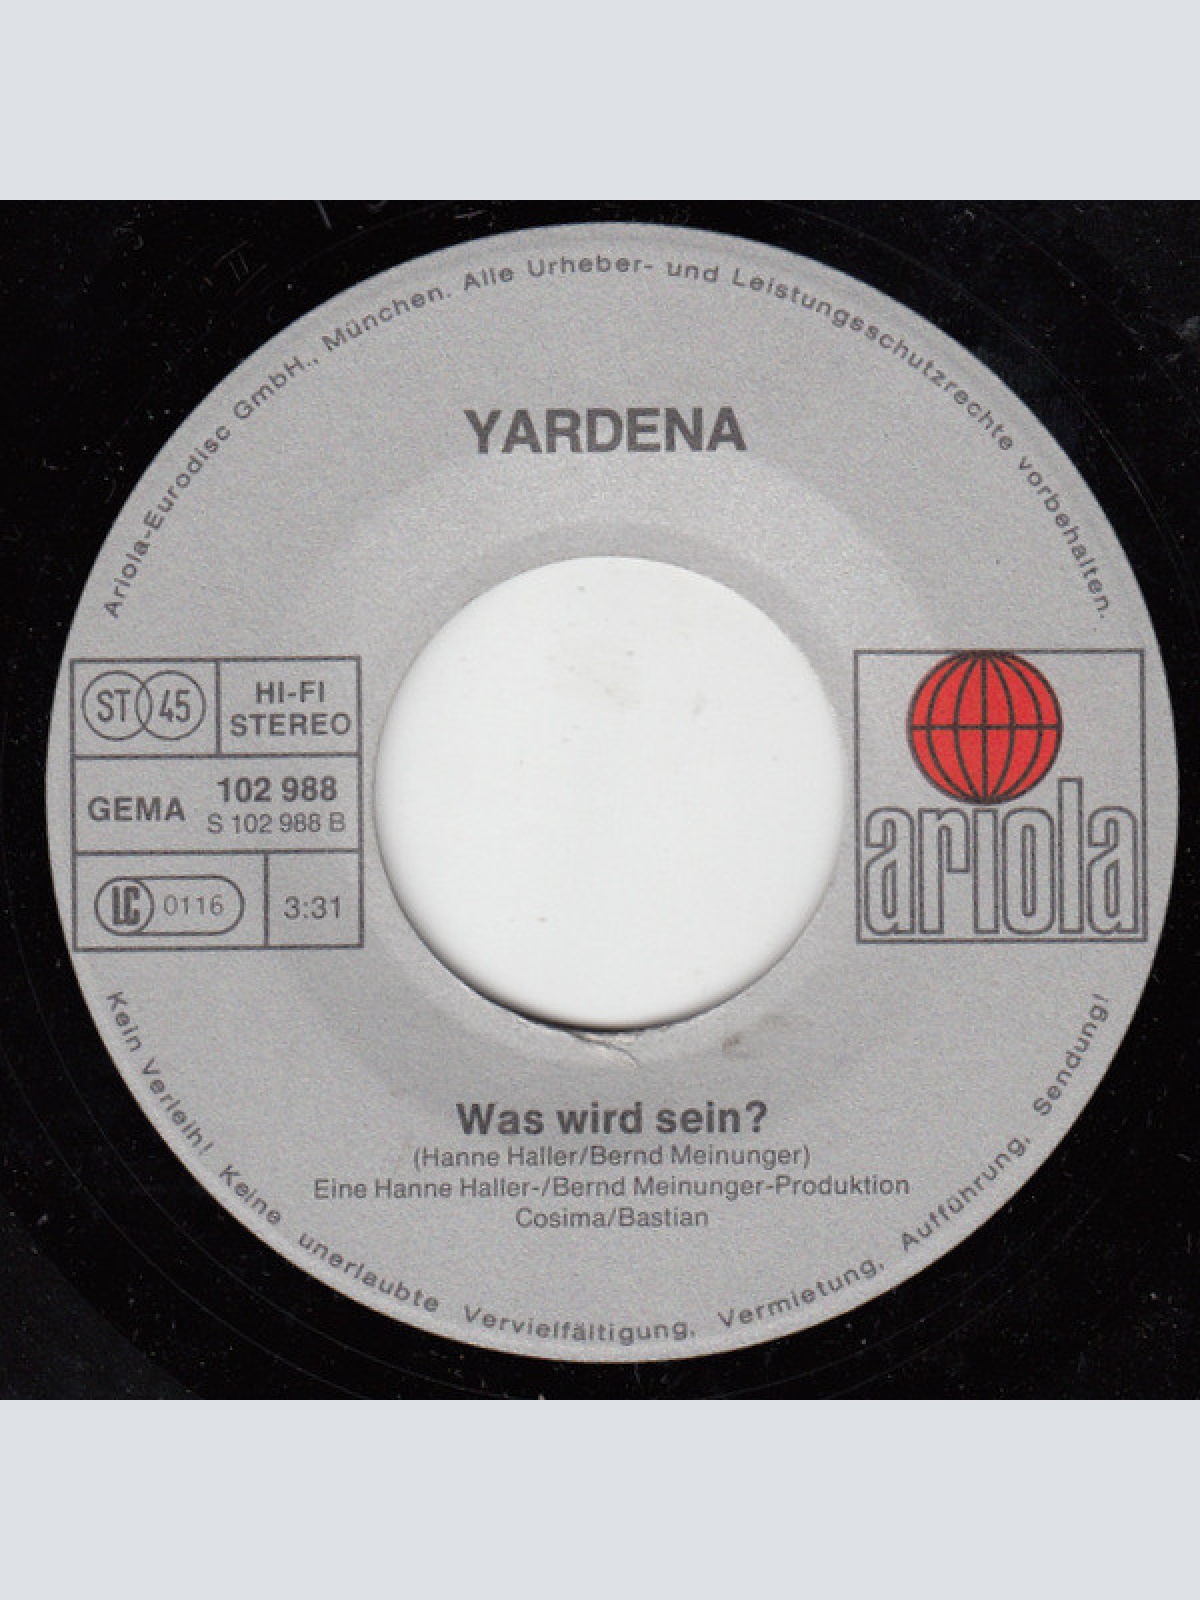 Ariola-Eurodisc GmbH., München. Alle Urheber- und Leistungsschutzrechte vorbehalten.
YARDENA
ST 45
HI-FI
STEREO
GEMA
102 988
S 102 988 B
LC 0116
3:31
ariola
Was wird sein?
(Hanne Haller/Bernd Meinunger)
Eine Hanne Haller-/Bernd Meinunger-Produktion
Cosima/Bastian
Kein Verleih! Keine unerlaubte Vervielfältigung, Vermietung, Aufführung, Sendung!